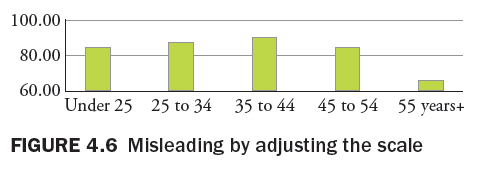 100.00
80.00
60.00
Under 25 25 to 34 35 to 44 45 to 54 55 years+
FIGURE 4.6 Misleading by adjusting the scale